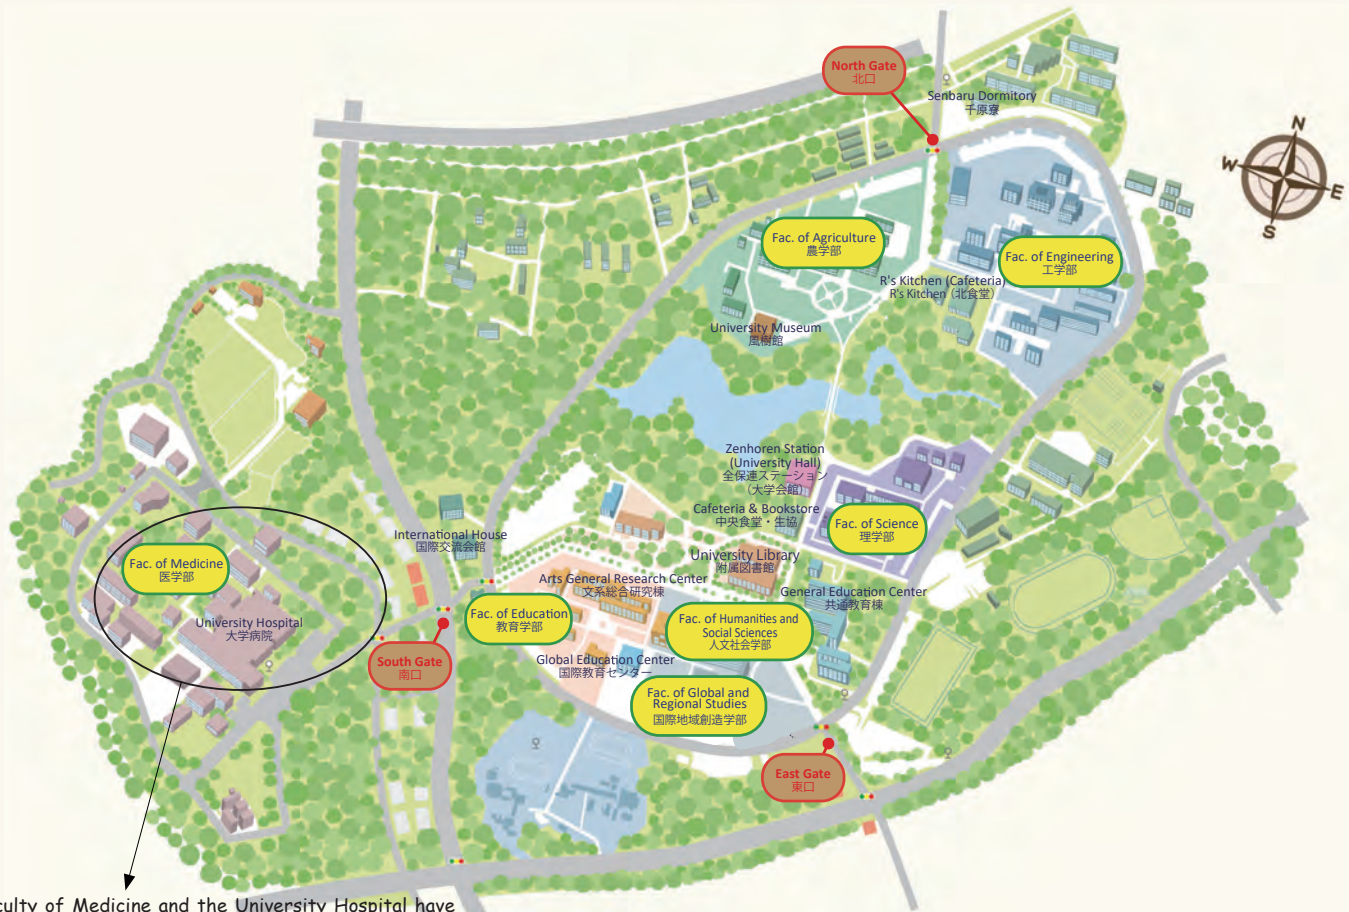 North Gate
北口
Senbaru Dormitory
千原寮
N
W
E
S
Fac. of Agriculture
農学部
Fac. of Engineering
工学部
R's Kitchen (Cafeteria)
R's Kitchen（北食堂）
University Museum
風樹館
Zenhoren Station
(University Hall)
全保連ステーション
（大学会館）
Cafeteria & Bookstore
中央食堂・生協
Fac. of Science
理学部
International House
国際交流会館
University Library
附属図書館
Fac. of Medicine
医学部
Arts General Research Center
文系総合研究棟
General Education Center
共通教育棟
Fac. of Education
教育学部
Fac. of Humanities and
Social Sciences
人文社会学部
University Hospital
大学病院
South Gate
南口
Global Education Center
国際教育センター
Fac. of Global and
Regional Studies
国際地域創造学部
East Gate
東口
culty of Medicine and the University Hospital have